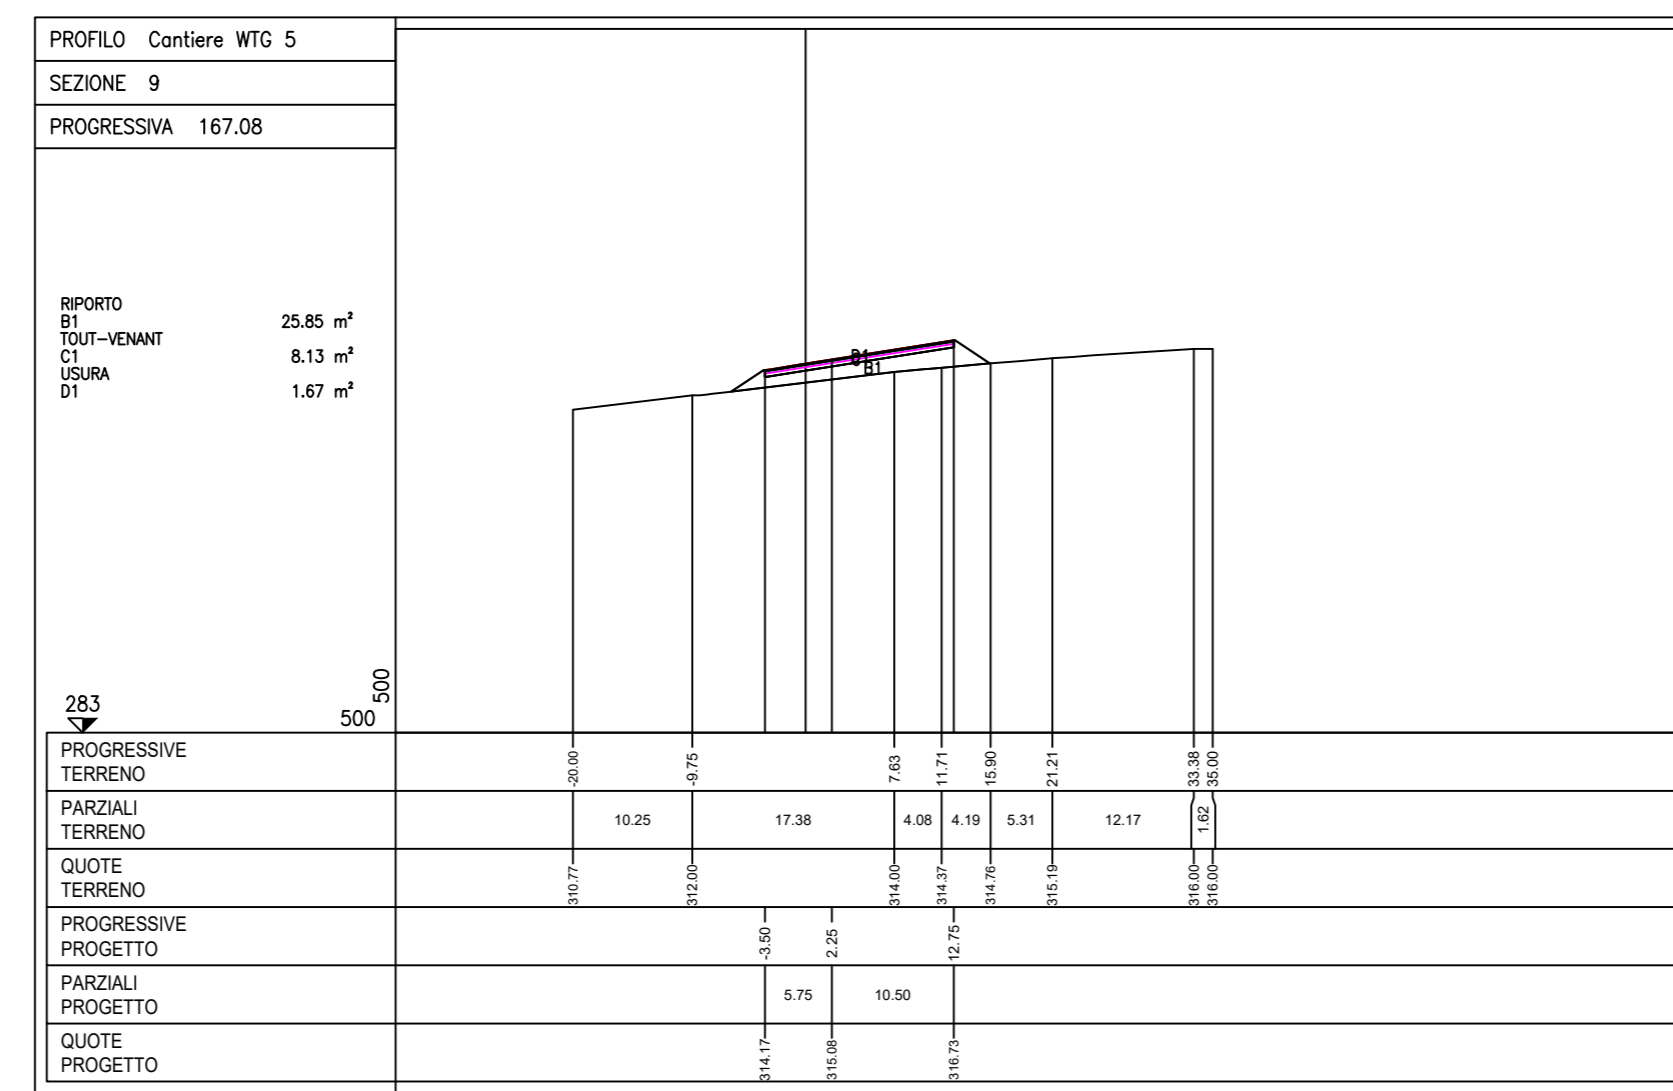 PROFILO Cantiere WTG 5
SEZIONE 9
PROGRESSIVA 167.08
RIPORTO
B1 25.85 m²
TOUT-VENANT
C1 8.13 m²
USURA
D1 1.67 m²
B1
283
500
500
PROGRESSIVE
TERRENO
-20.00 -9.75 7.63 11.71 15.90 21.21 33.38 35.00
PARZIALI
TERRENO
10.25 17.38 4.08 4.19 5.31 12.17 1.62
QUOTE
TERRENO
310.77 312.00 314.00 314.37 314.76 315.19 316.00 316.00
PROGRESSIVE
PROGETTO
-3.50 2.25 12.75
PARZIALI
PROGETTO
5.75 10.50
QUOTE
PROGETTO
314.17 315.08 316.73